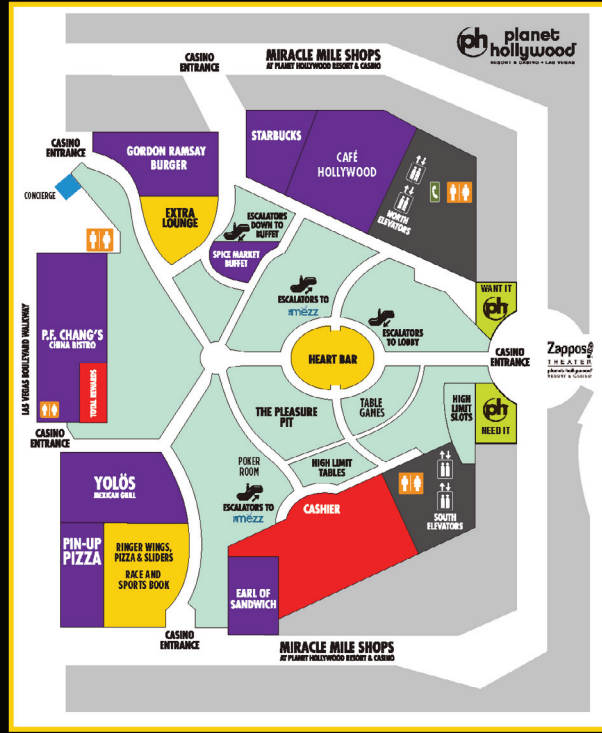 ph planet
hollywood
RESORT & CASINO • LAS VEGAS
MIRACLE MILE SHOPS
AT PLANET HOLLYWOOD RESORT & CASINO
CASINO
ENTRANCE
STARBUCKS
CAFÉ
HOLLYWOOD
GORDON RAMSAY
BURGER
CASINO
ENTRANCE
CONCIERGE
EXTRA
LOUNGE
ESCALATORS
DOWN TO
BUFFET
SPICE MARKET
BUFFET
NORTH
ELEVATORS
ESCALATORS TO
mezz
ESCALATORS
TO LOBBY
WANT IT
ph
LAS VEGAS BOULEVARD WALKWAY
P.F. CHANG'S
CHINA BISTRO
TOTAL REWARDS
HEART BAR
CASINO
ENTRANCE
Zappos
THEATER
planet hollywood
RESORT & CASINO
CASINO
ENTRANCE
THE PLEASURE
PIT
TABLE
GAMES
HIGH
LIMIT
SLOTS
ph
NEED IT
YOLÖS
MEXICAN GRILL
POKER
ROOM
HIGH LIMIT
TABLES
ESCALATORS TO
mezz
CASHIER
SOUTH
ELEVATORS
PIN-UP
PIZZA
RINGER WINGS,
PIZZA & SLIDERS
RACE AND
SPORTS BOOK
EARL OF
SANDWICH
CASINO
ENTRANCE
MIRACLE MILE SHOPS
AT PLANET HOLLYWOOD RESORT & CASINO